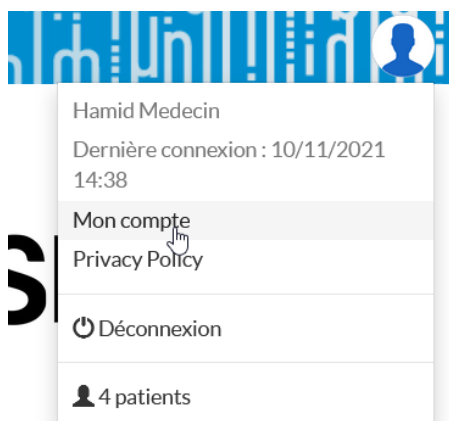 Hamid Medecin
Dernière connexion : 10/11/2021
14:38
Mon compte
Privacy Policy
Déconnexion
4 patients